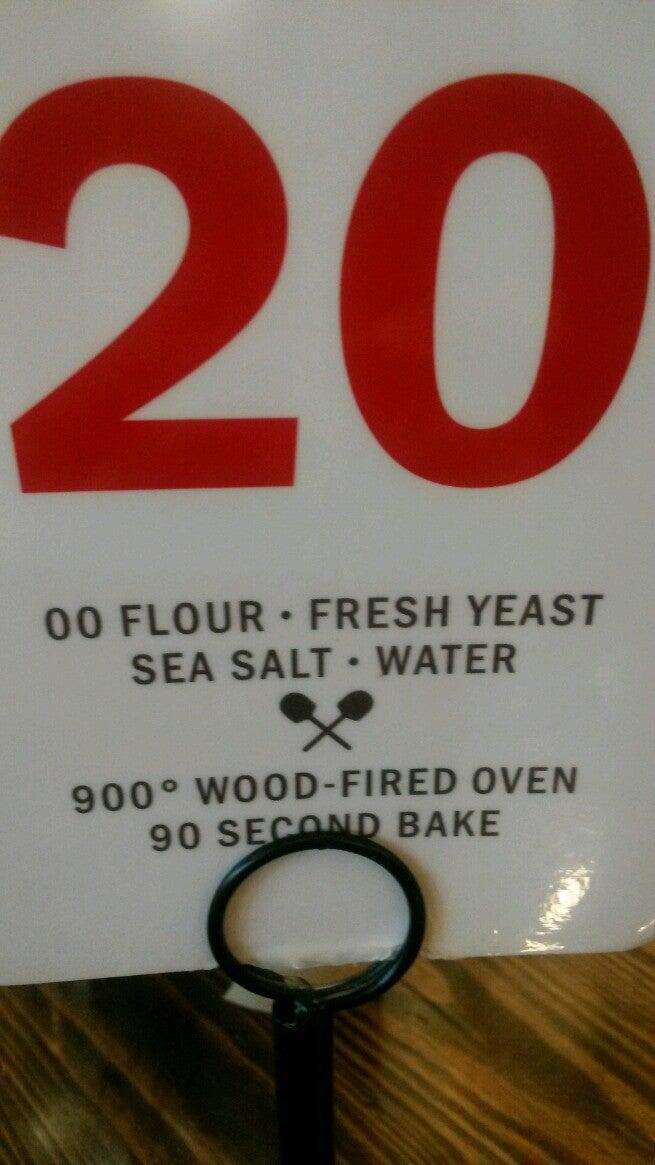 20
00 FLOUR • FRESH YEAST
SEA SALT • WATER
900° WOOD-FIRED OVEN
90 SECOND BAKE